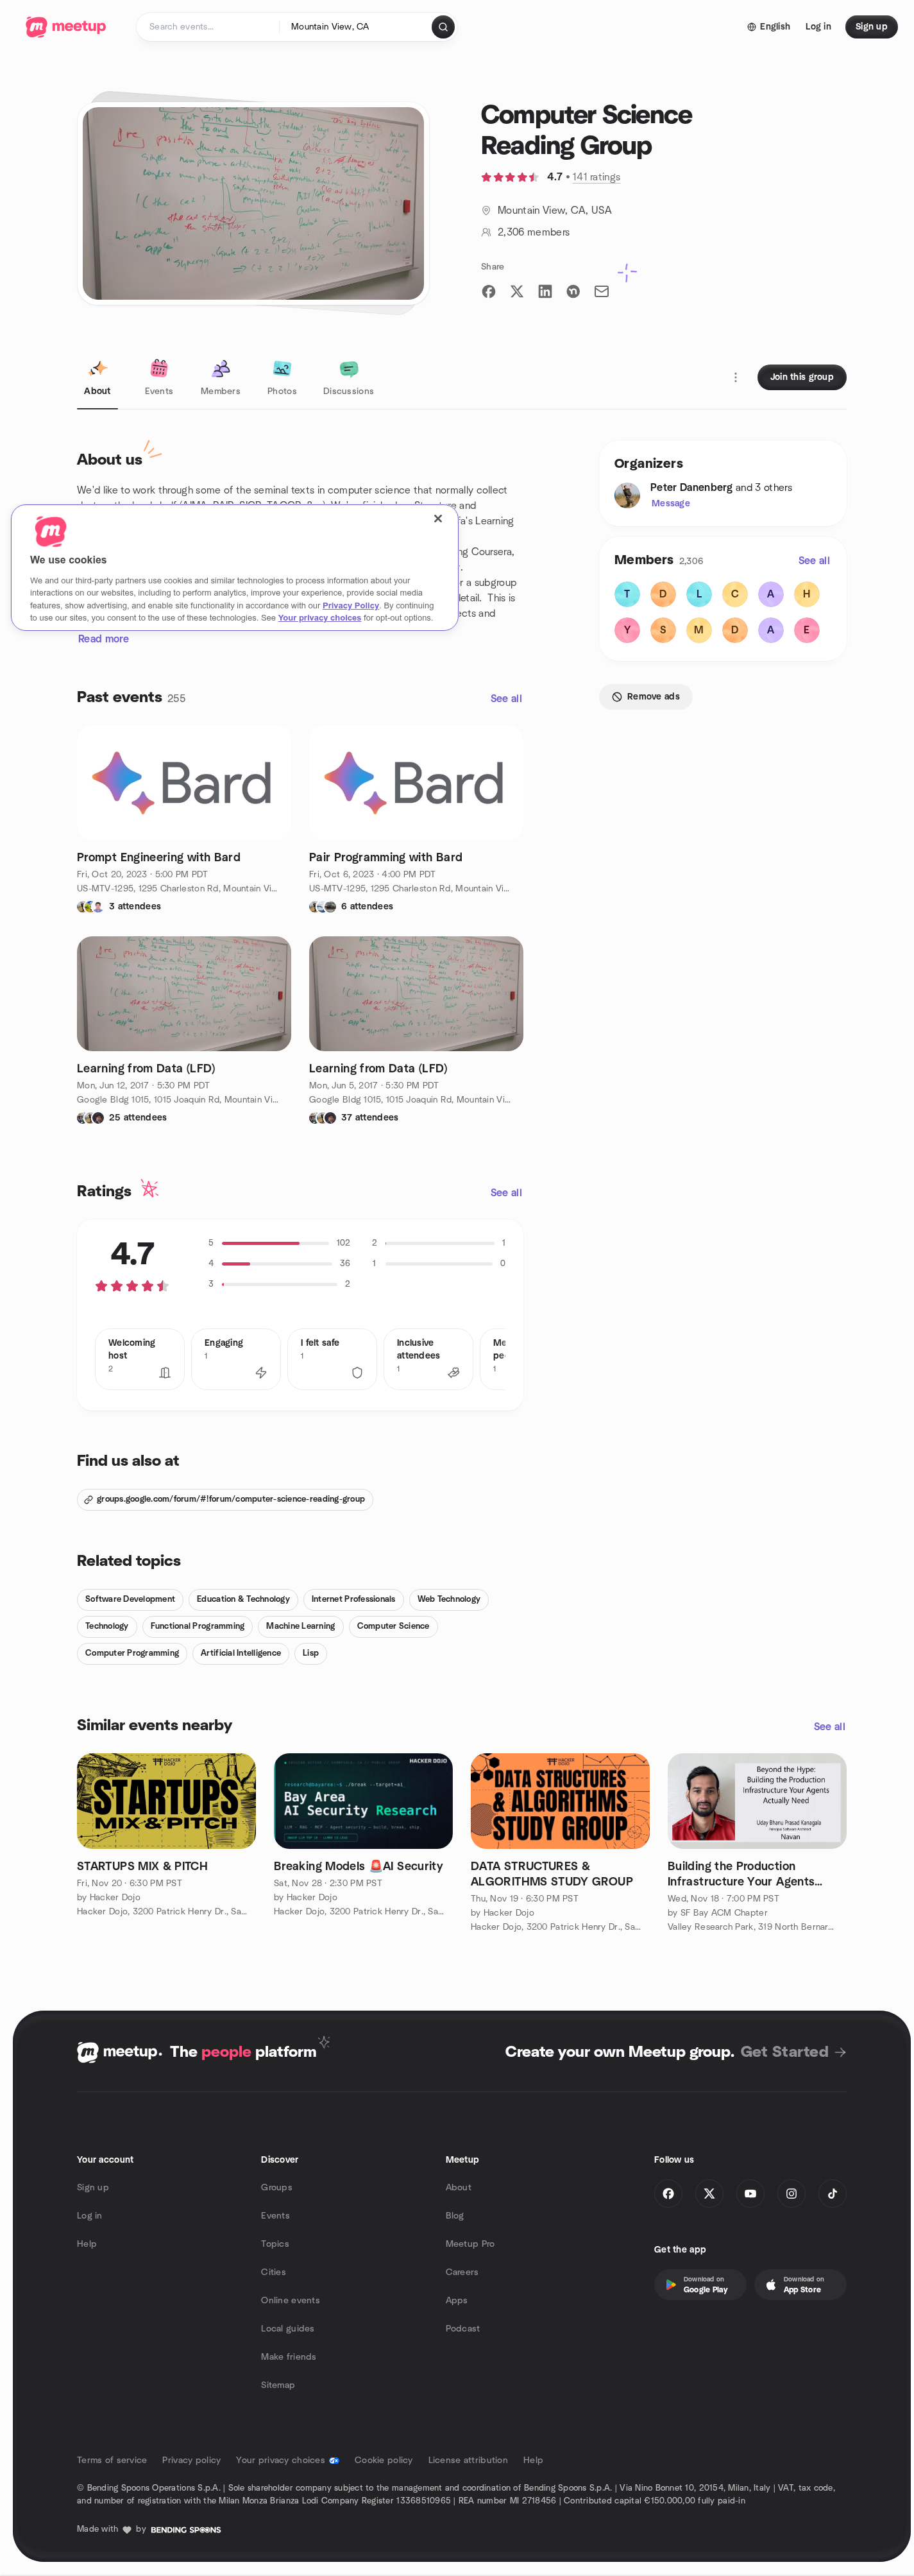 meetup
Search events...
Mountain View, CA
English
Log in
Sign up
Computer Science
Reading Group
4.7 • 141 ratings
Mountain View, CA, USA
2,306 members
Share
About
Events
Members
Photos
Discussions
Join this group
About us
We'd like to work through some of the seminal texts in computer science that normally collect
We use cookies
We and our third-party partners use cookies and similar technologies to process information about your
interactions on our websites, including to perform analytics, improve your experience, provide social media
features, show advertising, and enable site functionality in accordance with our Privacy Policy. By continuing
to use our sites, you consent to the use of these technologies. See Your privacy choices for opt-out options.
Read more
Organizers
Peter Danenberg and 3 others
Message
Members 2,306
See all
T D L C A H
Y S M D A E
Remove ads
Past events 255
See all
Bard
Prompt Engineering with Bard
Fri, Oct 20, 2023 · 5:00 PM PDT
US-MTV-1295, 1295 Charleston Rd, Mountain Vi...
3 attendees
Bard
Pair Programming with Bard
Fri, Oct 6, 2023 · 4:00 PM PDT
US-MTV-1295, 1295 Charleston Rd, Mountain Vi...
6 attendees
Learning from Data (LFD)
Mon, Jun 12, 2017 · 5:30 PM PDT
Google Bldg 1015, 1015 Joaquin Rd, Mountain Vi...
25 attendees
Learning from Data (LFD)
Mon, Jun 5, 2017 · 5:30 PM PDT
Google Bldg 1015, 1015 Joaquin Rd, Mountain Vi...
37 attendees
Ratings
See all
4.7
5 102
4 36
3 2
2 1
1 0
Welcoming
host
2
Engaging
1
I felt safe
1
Inclusive
attendees
1
1
Find us also at
groups.google.com/forum/#!forum/computer-science-reading-group
Related topics
Software Development
Education & Technology
Internet Professionals
Web Technology
Technology
Functional Programming
Machine Learning
Computer Science
Computer Programming
Artificial Intelligence
Lisp
Similar events nearby
See all
HACKER DOJO
STARTUPS
MIX & PITCH
STARTUPS MIX & PITCH
Fri, Nov 20 · 6:30 PM PST
by Hacker Dojo
Hacker Dojo, 3200 Patrick Henry Dr., Sa...
HACKER DOJO
Bay Area
AI Security Research
Breaking Models 🚨AI Security
Sat, Nov 28 · 2:30 PM PST
by Hacker Dojo
Hacker Dojo, 3200 Patrick Henry Dr., Sa...
HACKER DOJO
DATA STRUCTURES
& ALGORITHMS
STUDY GROUP
DATA STRUCTURES &
ALGORITHMS STUDY GROUP
Thu, Nov 19 · 6:30 PM PST
by Hacker Dojo
Hacker Dojo, 3200 Patrick Henry Dr., Sa...
Beyond the Hype:
Building the Production
Infrastructure Your Agents
Actually Need
Uday Bhanu Prasad Kanagala
Navan
Building the Production
Infrastructure Your Agents...
Wed, Nov 18 · 7:00 PM PST
by SF Bay ACM Chapter
Valley Research Park, 319 North Bernar...
meetup. The people platform
Create your own Meetup group. Get Started →
Your account
Sign up
Log in
Help
Discover
Groups
Events
Topics
Cities
Online events
Local guides
Make friends
Sitemap
Meetup
About
Blog
Meetup Pro
Careers
Apps
Podcast
Follow us
Get the app
Download on
Google Play
Download on
App Store
Terms of service
Privacy policy
Your privacy choices
Cookie policy
License attribution
Help
© Bending Spoons Operations S.p.A. | Sole shareholder company subject to the management and coordination of Bending Spoons S.p.A. | Via Nino Bonnet 10, 20154, Milan, Italy | VAT, tax code,
and number of registration with the Milan Monza Brianza Lodi Company Register 13368510965 | REA number MI 2718456 | Contributed capital €150.000,00 fully paid-in
Made with by BENDING SPOONS